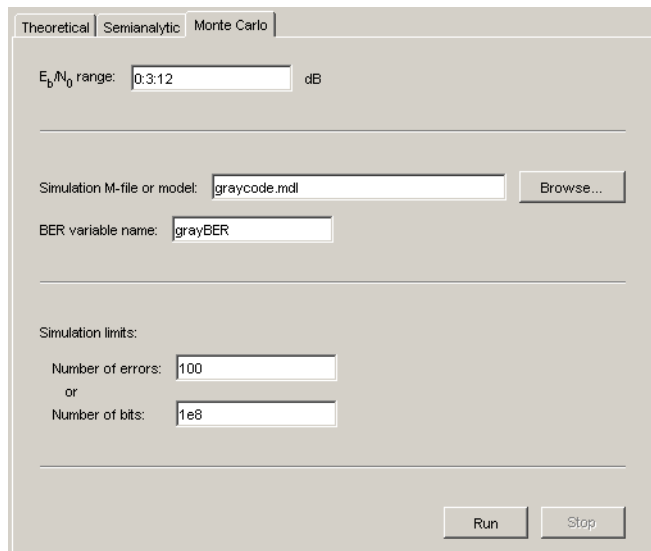 Theoretical Semianalytic Monte Carlo
Eb/N0 range: 0:3:12 dB
Simulation M-file or model: graycode.mdl Browse...
BER variable name: grayBER
Simulation limits:
Number of errors: 100
or
Number of bits: 1e8
Run Stop